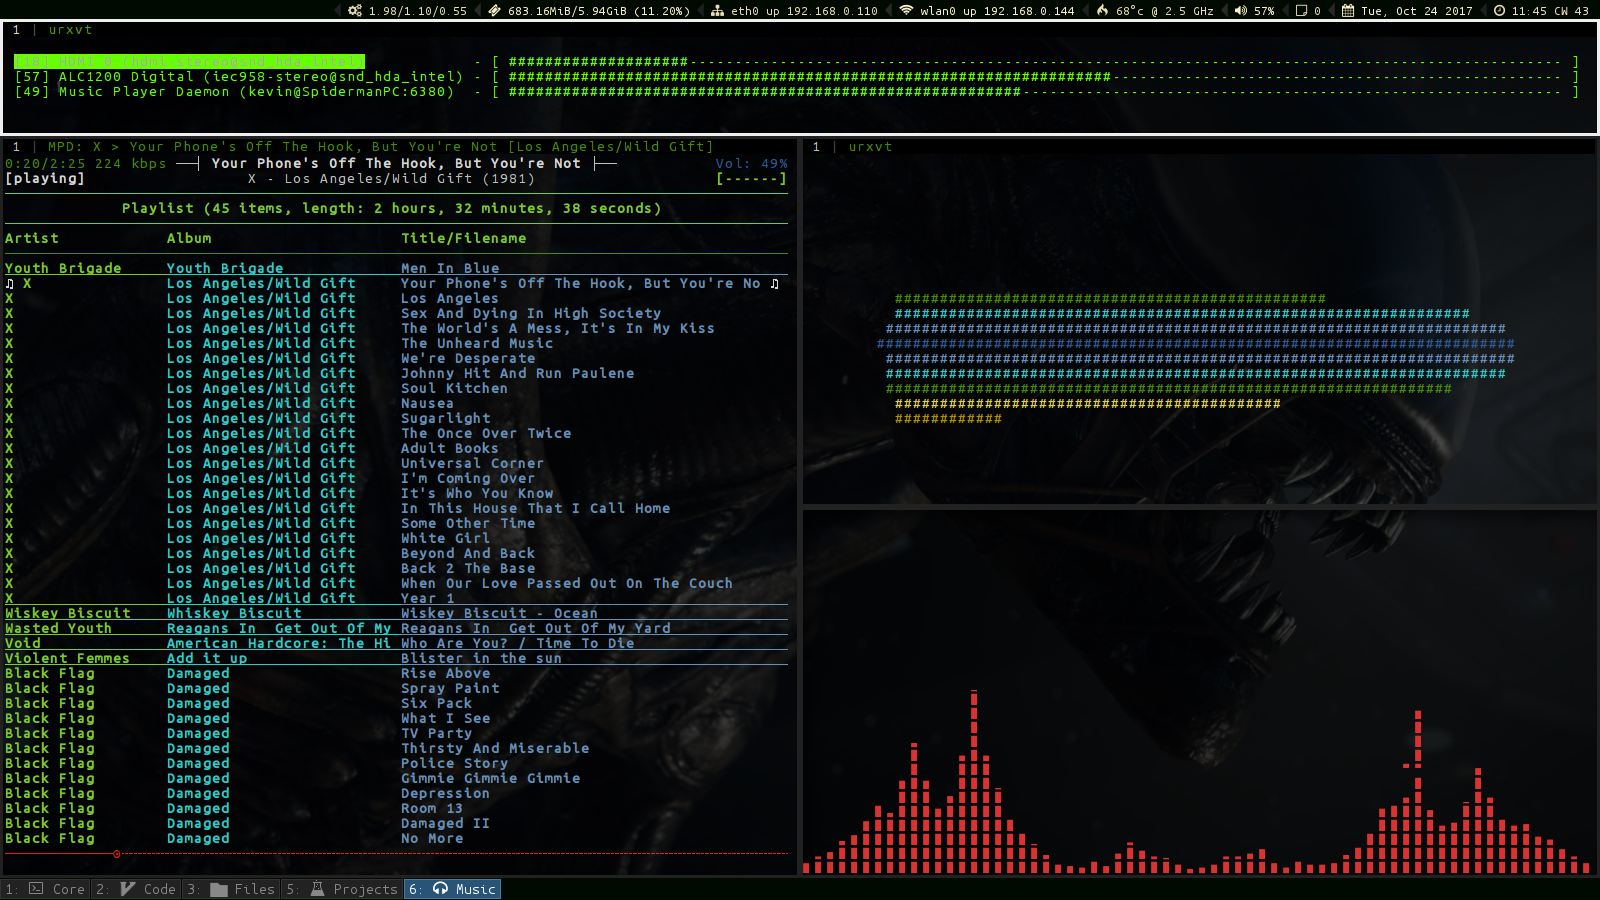 1.98/1.10/0.55 683.16MiB/5.94GiB (11.20%) eth0 up 192.168.0.110 wlan0 up 192.168.0.144 68°c @ 2.5 GHz 57% 0 Tue, Oct 24 2017 11:45 CW 43
1 | urxvt
[18] HDMI 0 (hdmi-stereo@snd_hda_intel) - [ ####################------------------------------------------------------------------------------------------------- ]
[57] ALC1200 Digital (iec958-stereo@snd_hda_intel) - [ ###################################################################-------------------------------------------------- ]
[49] Music Player Daemon (kevin@SpidermanPC:6380) - [ #########################################################------------------------------------------------------------ ]
1 | MPD: X > Your Phone's Off The Hook, But You're Not [Los Angeles/Wild Gift]
0:20/2:25 224 kbps ──┤ Your Phone's Off The Hook, But You're Not ├── Vol: 49%
[playing] X - Los Angeles/Wild Gift (1981) [------]
Playlist (45 items, length: 2 hours, 32 minutes, 38 seconds)
Artist Album Title/Filename
Youth Brigade Youth Brigade Men In Blue
♫ X Los Angeles/Wild Gift Your Phone's Off The Hook, But You're No ♫
X Los Angeles/Wild Gift Los Angeles
X Los Angeles/Wild Gift Sex And Dying In High Society
X Los Angeles/Wild Gift The World's A Mess, It's In My Kiss
X Los Angeles/Wild Gift The Unheard Music
X Los Angeles/Wild Gift We're Desperate
X Los Angeles/Wild Gift Johnny Hit And Run Paulene
X Los Angeles/Wild Gift Soul Kitchen
X Los Angeles/Wild Gift Nausea
X Los Angeles/Wild Gift Sugarlight
X Los Angeles/Wild Gift The Once Over Twice
X Los Angeles/Wild Gift Adult Books
X Los Angeles/Wild Gift Universal Corner
X Los Angeles/Wild Gift I'm Coming Over
X Los Angeles/Wild Gift It's Who You Know
X Los Angeles/Wild Gift In This House That I Call Home
X Los Angeles/Wild Gift Some Other Time
X Los Angeles/Wild Gift White Girl
X Los Angeles/Wild Gift Beyond And Back
X Los Angeles/Wild Gift Back 2 The Base
X Los Angeles/Wild Gift When Our Love Passed Out On The Couch
X Los Angeles/Wild Gift Year 1
Wiskey Biscuit Whiskey Biscuit Wiskey Biscuit - Ocean
Wasted Youth Reagans In  Get Out Of My Reagans In  Get Out Of My Yard
Void American Hardcore: The Hi Who Are You? / Time To Die
Violent Femmes Add it up Blister in the sun
Black Flag Damaged Rise Above
Black Flag Damaged Spray Paint
Black Flag Damaged Six Pack
Black Flag Damaged What I See
Black Flag Damaged TV Party
Black Flag Damaged Thirsty And Miserable
Black Flag Damaged Police Story
Black Flag Damaged Gimmie Gimmie Gimmie
Black Flag Damaged Depression
Black Flag Damaged Room 13
Black Flag Damaged Damaged II
Black Flag Damaged No More
1 | urxvt
################################################
################################################################
#####################################################################
#######################################################################
######################################################################
#####################################################################
###############################################################
###########################################
############
1: Core 2: Code 3: Files 5: Projects 6: Music